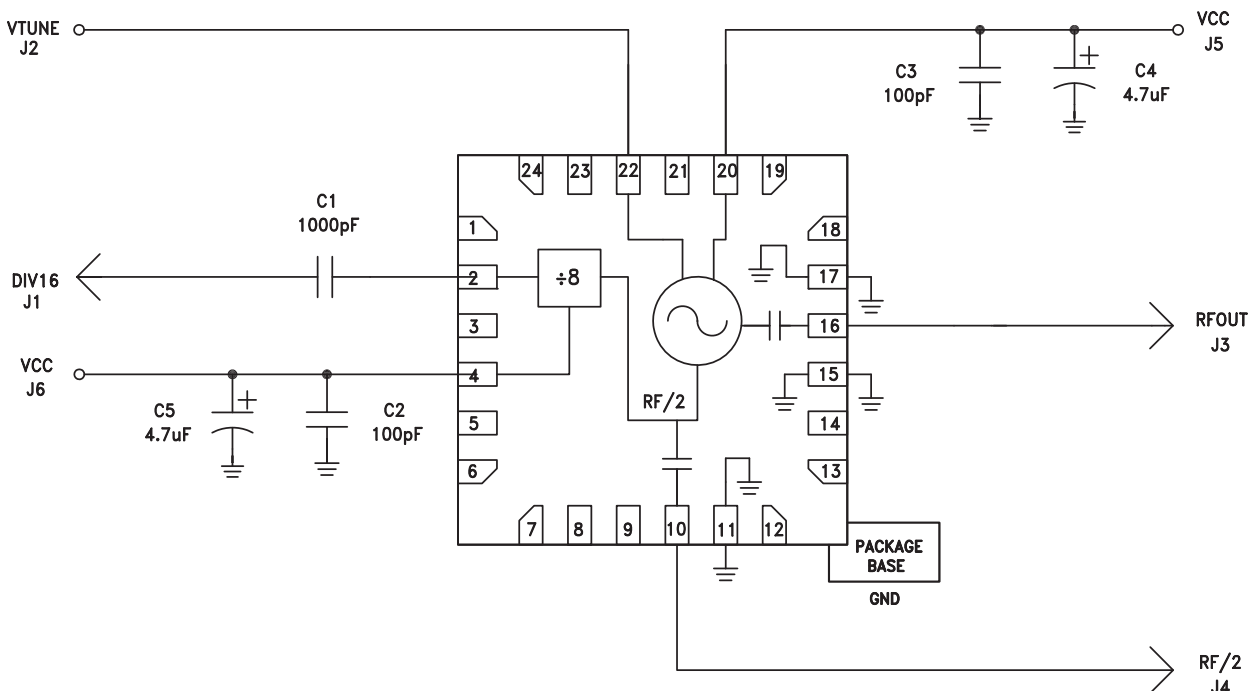 VTUNE
J2
VCC
J5
C3
100pF
C4
4.7uF
+
24
23
22
21
20
19
C1
1000pF
1
18
DIV16
J1
2
÷8
17
3
16
RFOUT
J3
VCC
J6
4
15
C5
4.7uF
+
C2
100pF
RF/2
5
14
6
13
7
8
9
10
11
12
PACKAGE
BASE
GND
RF/2
J4